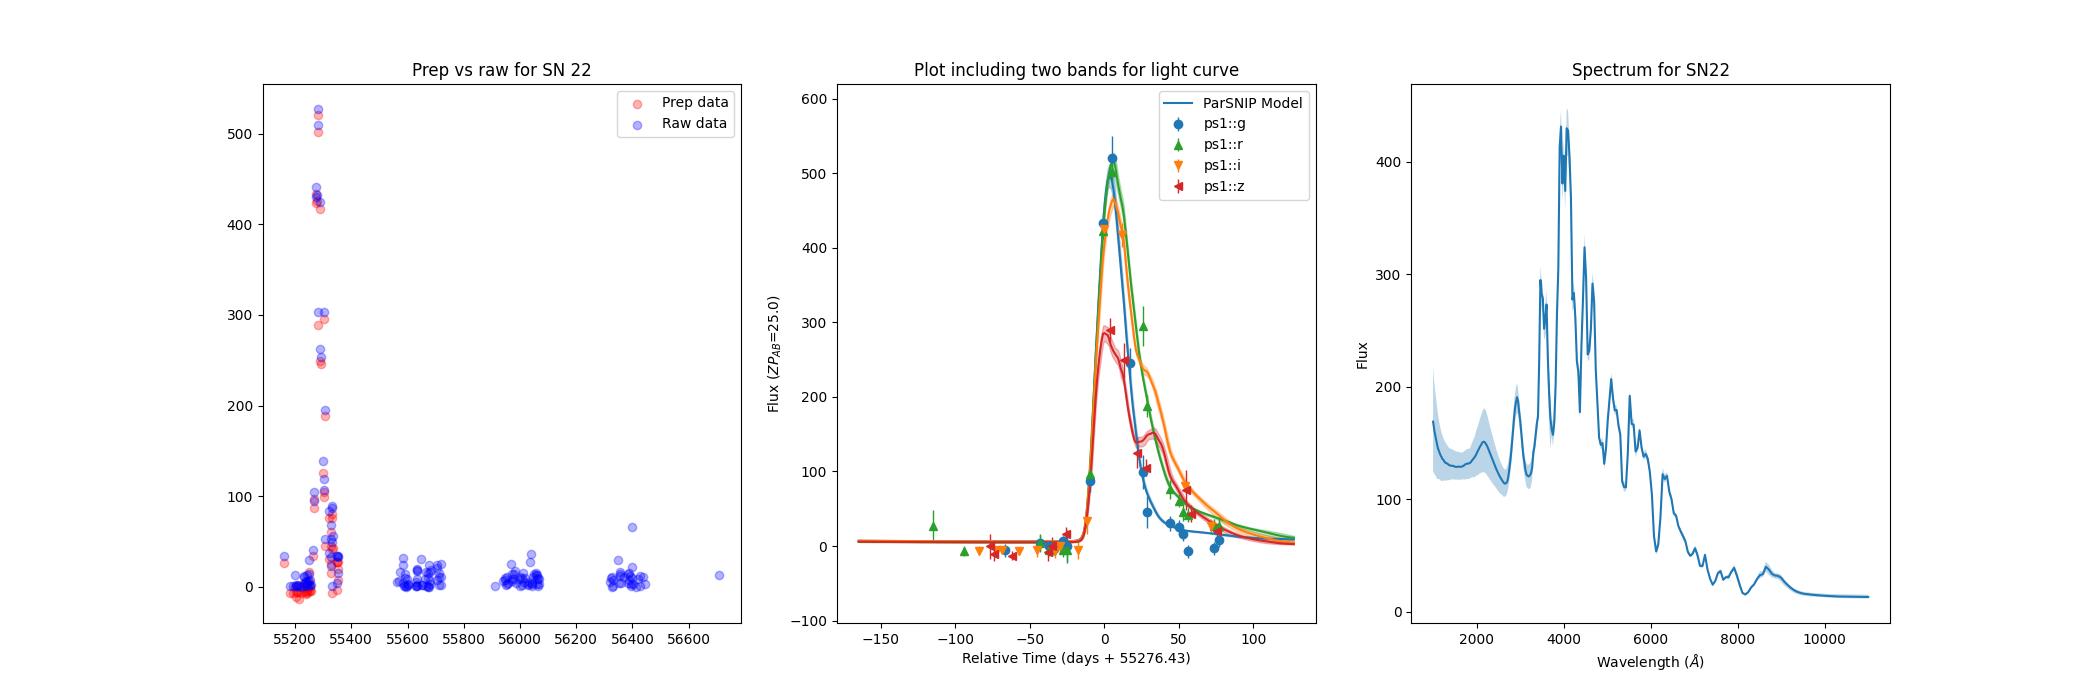 Prep vs raw for SN 22
Prep data
Raw data
500
400
300
200
100
0
55200 55400 55600 55800 56000 56200 56400 56600
Plot including two bands for light curve
ParSNIP Model
ps1::g
ps1::r
ps1::i
ps1::z
Flux (ZP_AB=25.0)
600
500
400
300
200
100
0
−100
−150 −100 −50 0 50 100
Relative Time (days + 55276.43)
Spectrum for SN22
Flux
400
300
200
100
0
2000 4000 6000 8000 10000
Wavelength (Å)